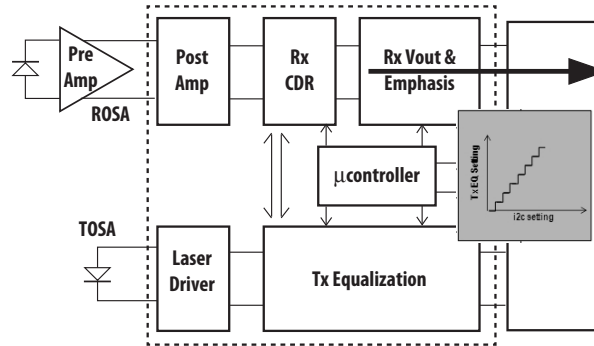 Pre
Amp
ROSA
Post
Amp
Rx
CDR
Rx Vout &
Emphasis
μcontroller
Tx EQ Setting
i2c setting
TOSA
Laser
Driver
Tx Equalization